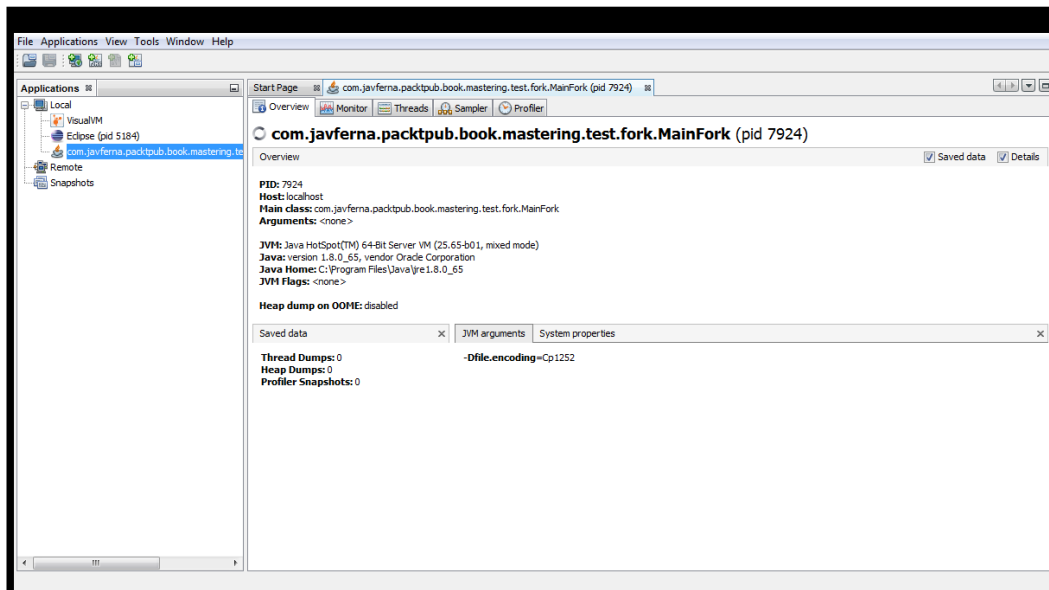 File Applications View Tools Window Help
Applications
Local
VisualVM
Eclipse (pid 5184)
com.javferna.packtpub.book.mastering.te
Remote
Snapshots
Start Page com.javferna.packtpub.book.mastering.test.fork.MainFork (pid 7924)
Overview Monitor Threads Sampler Profiler
com.javferna.packtpub.book.mastering.test.fork.MainFork (pid 7924)
Overview Saved data Details
PID: 7924
Host: localhost
Main class: com.javferna.packtpub.book.mastering.test.fork.MainFork
Arguments: <none>
JVM: Java HotSpot(TM) 64-Bit Server VM (25.65-b01, mixed mode)
Java: version 1.8.0_65, vendor Oracle Corporation
Java Home: C:\Program Files\Java\jre1.8.0_65
JVM Flags: <none>
Heap dump on OOME: disabled
Saved data JVM arguments System properties
Thread Dumps: 0
Heap Dumps: 0
Profiler Snapshots: 0
-Dfile.encoding=Cp1252